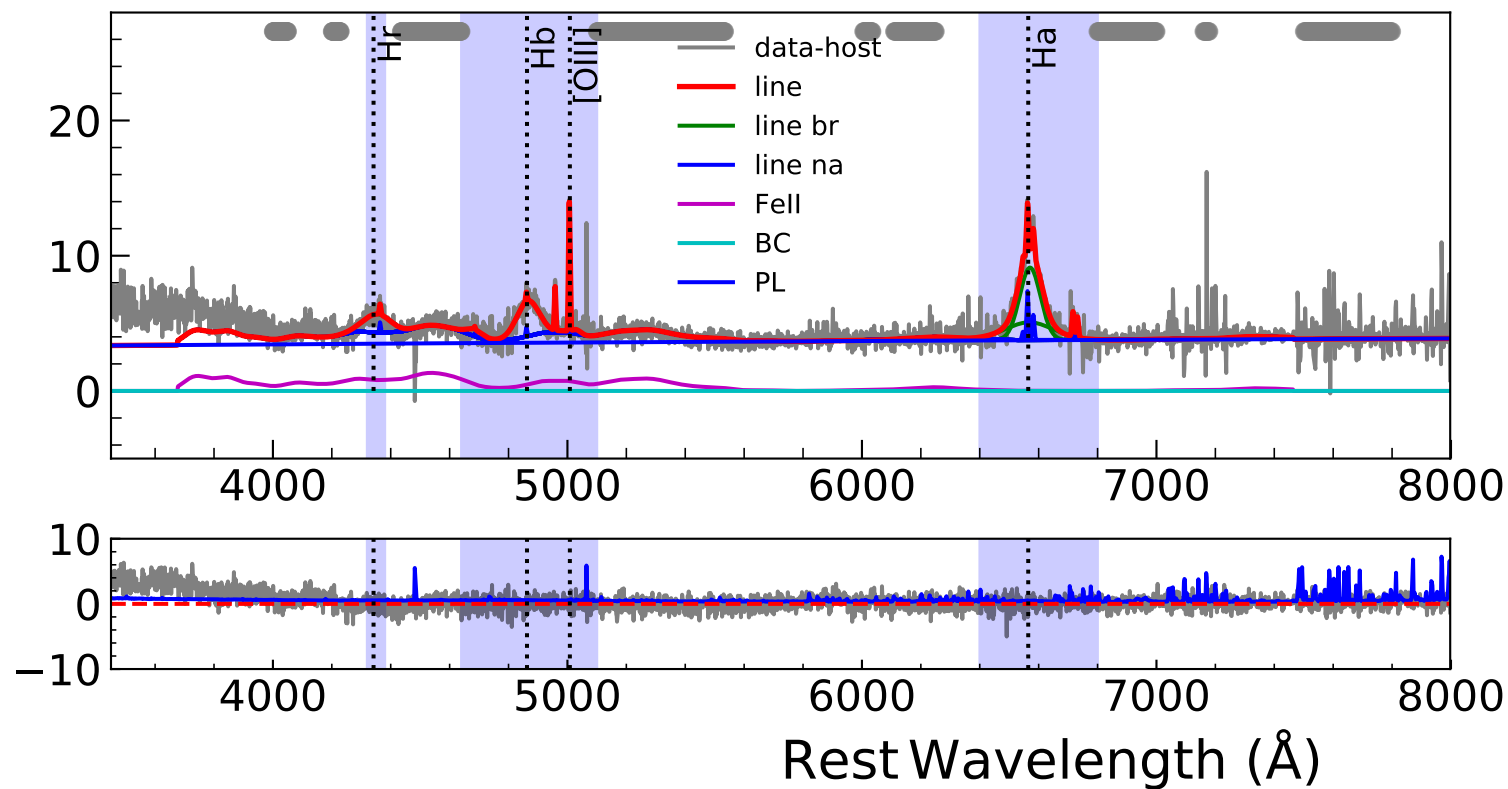 Hr
Hb
[OIII]
Ha
data-host
line
line br
line na
FeII
BC
PL
20
10
0
4000 5000 6000 7000 8000
10
0
−10
4000 5000 6000 7000 8000
Rest Wavelength (Å)